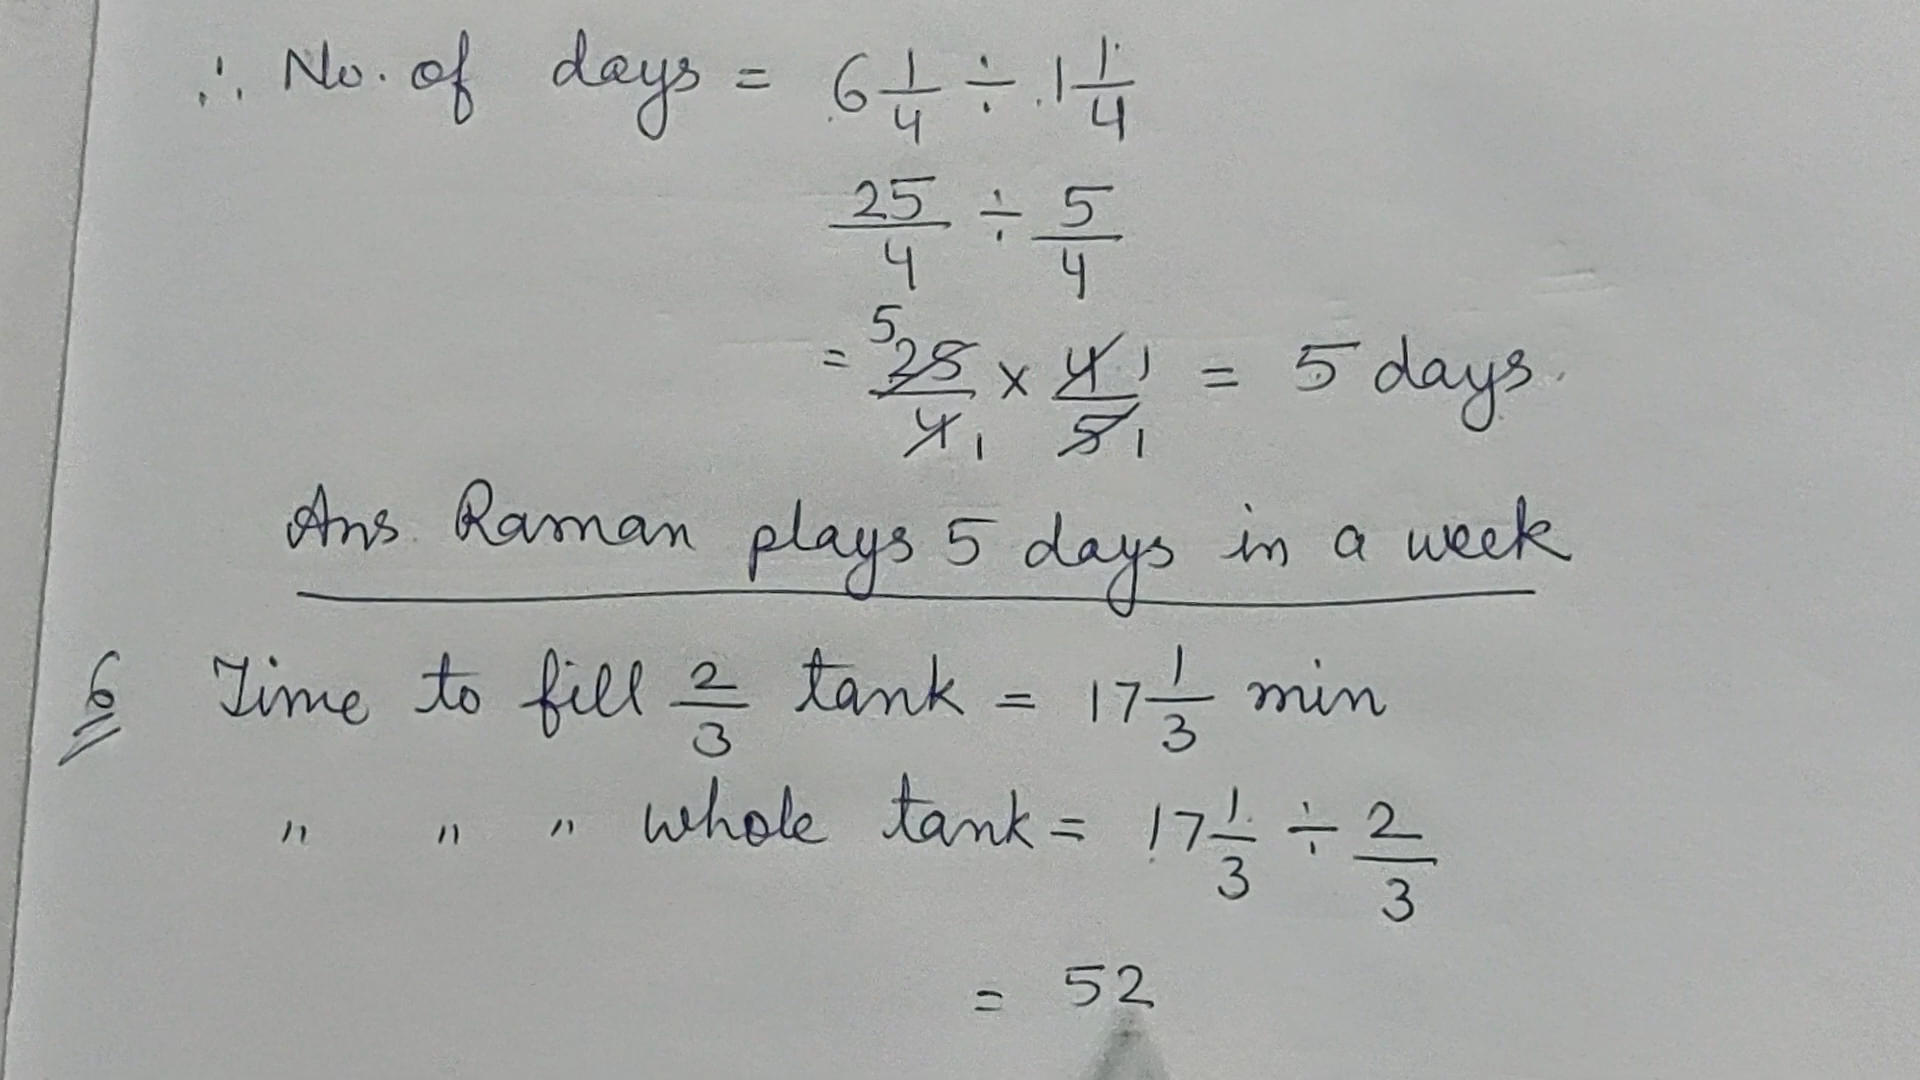 ∴ No. of days = 6 1/4 ÷ 1 1/4
25/4 ÷ 5/4
= 5 25/4 1 × 4 1/5 1 = 5 days.
Ans. Raman plays 5 days in a week
6 Time to fill 2/3 tank = 17 1/3 min
" " " whole tank = 17 1/3 ÷ 2/3
= 52